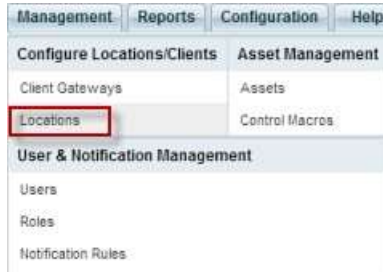 Management Reports Configuration Help
Configure Locations/Clients Asset Management
Client Gateways Assets
Locations Control Macros
User & Notification Management
Users
Roles
Notification Rules